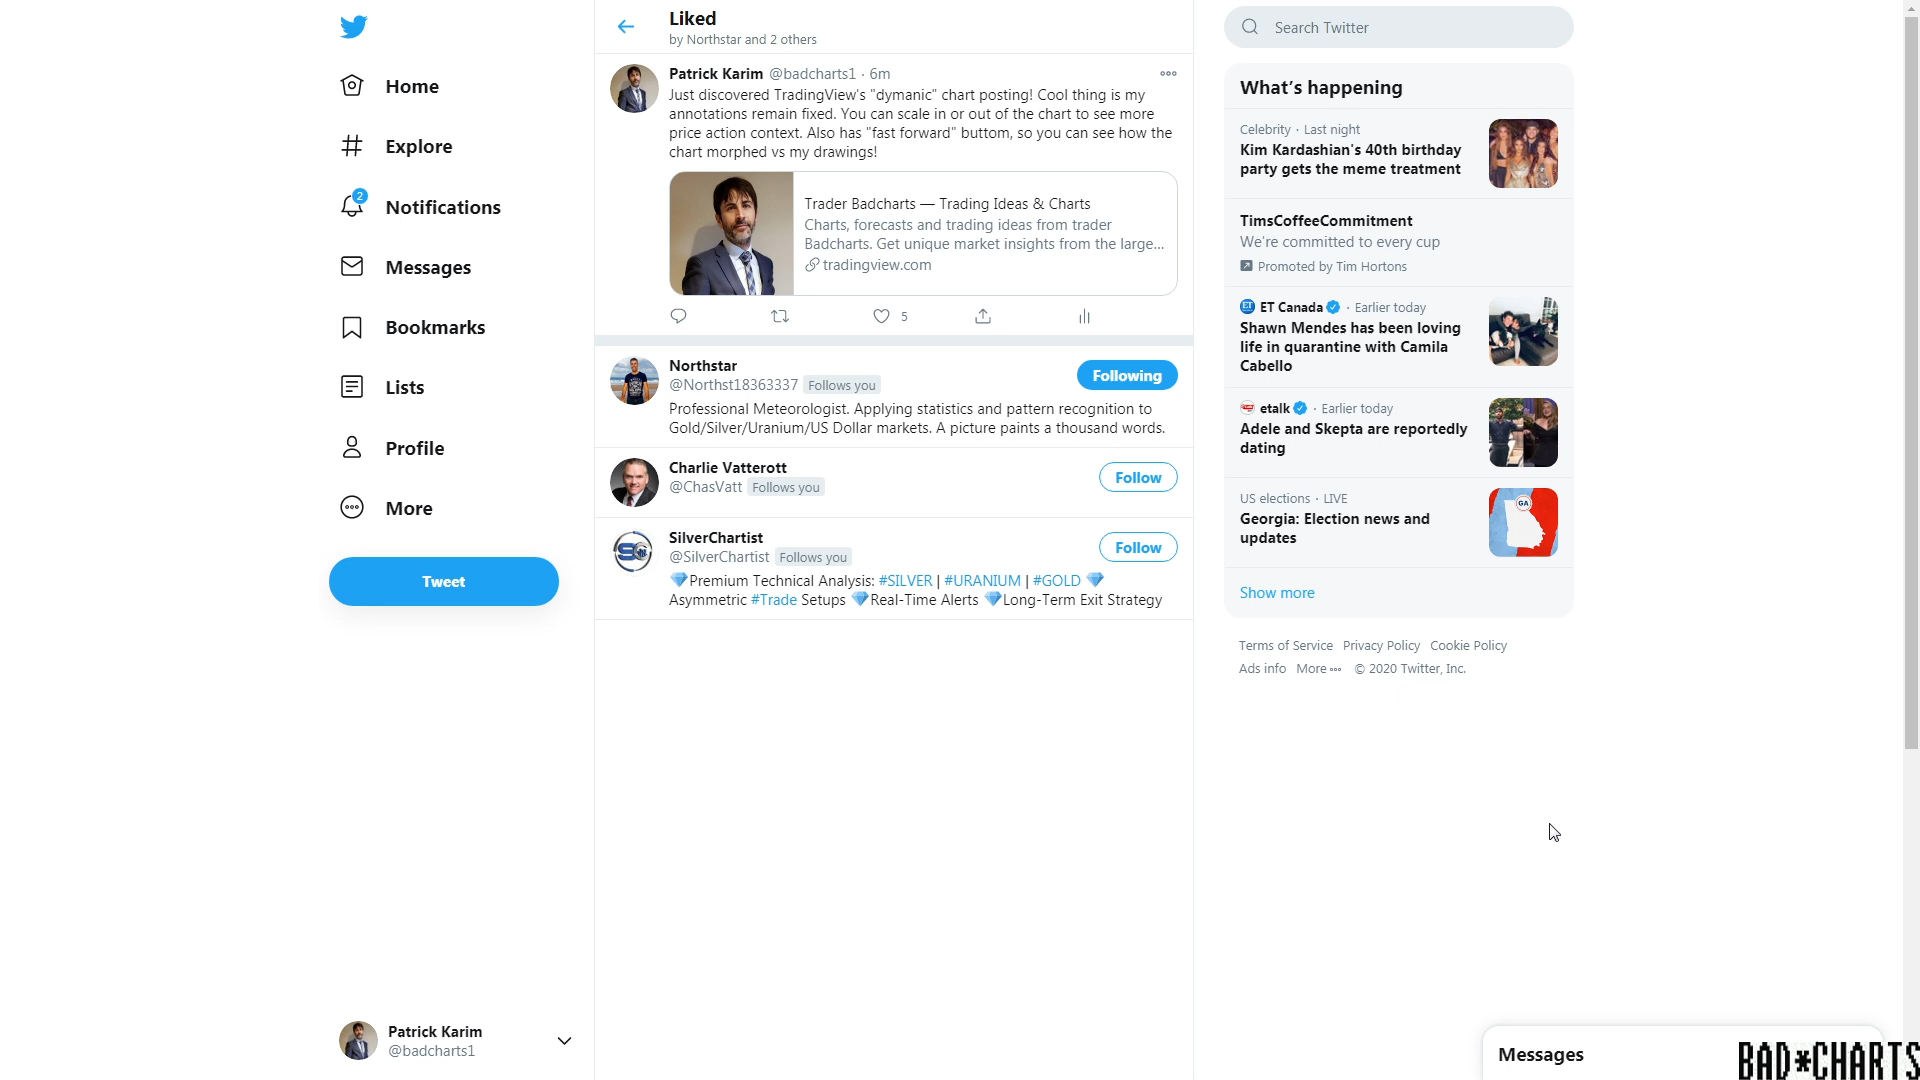 Home
Explore
2
Notifications
Messages
Bookmarks
Lists
Profile
More
Tweet
Patrick Karim
@badcharts1
Liked
by Northstar and 2 others
Patrick Karim @badcharts1 · 6m
Just discovered TradingView's "dymanic" chart posting! Cool thing is my
annotations remain fixed. You can scale in or out of the chart to see more
price action context. Also has "fast forward" buttom, so you can see how the
chart morphed vs my drawings!
Trader Badcharts — Trading Ideas & Charts
Charts, forecasts and trading ideas from trader
Badcharts. Get unique market insights from the large...
tradingview.com
5
Northstar
@Northst18363337 Follows you
Following
Professional Meteorologist. Applying statistics and pattern recognition to
Gold/Silver/Uranium/US Dollar markets. A picture paints a thousand words.
Charlie Vatterott
@ChasVatt Follows you
Follow
SilverChartist
@SilverChartist Follows you
Follow
Premium Technical Analysis: #SILVER | #URANIUM | #GOLD
Asymmetric #Trade Setups Real-Time Alerts Long-Term Exit Strategy
Search Twitter
What's happening
Celebrity · Last night
Kim Kardashian's 40th birthday
party gets the meme treatment
TimsCoffeeCommitment
We're committed to every cup
Promoted by Tim Hortons
ET Canada · Earlier today
Shawn Mendes has been loving
life in quarantine with Camila
Cabello
etalk · Earlier today
Adele and Skepta are reportedly
dating
US elections · LIVE
Georgia: Election news and
updates
GA
Show more
Terms of Service Privacy Policy Cookie Policy
Ads info More © 2020 Twitter, Inc.
Messages
BAD*CHARTS